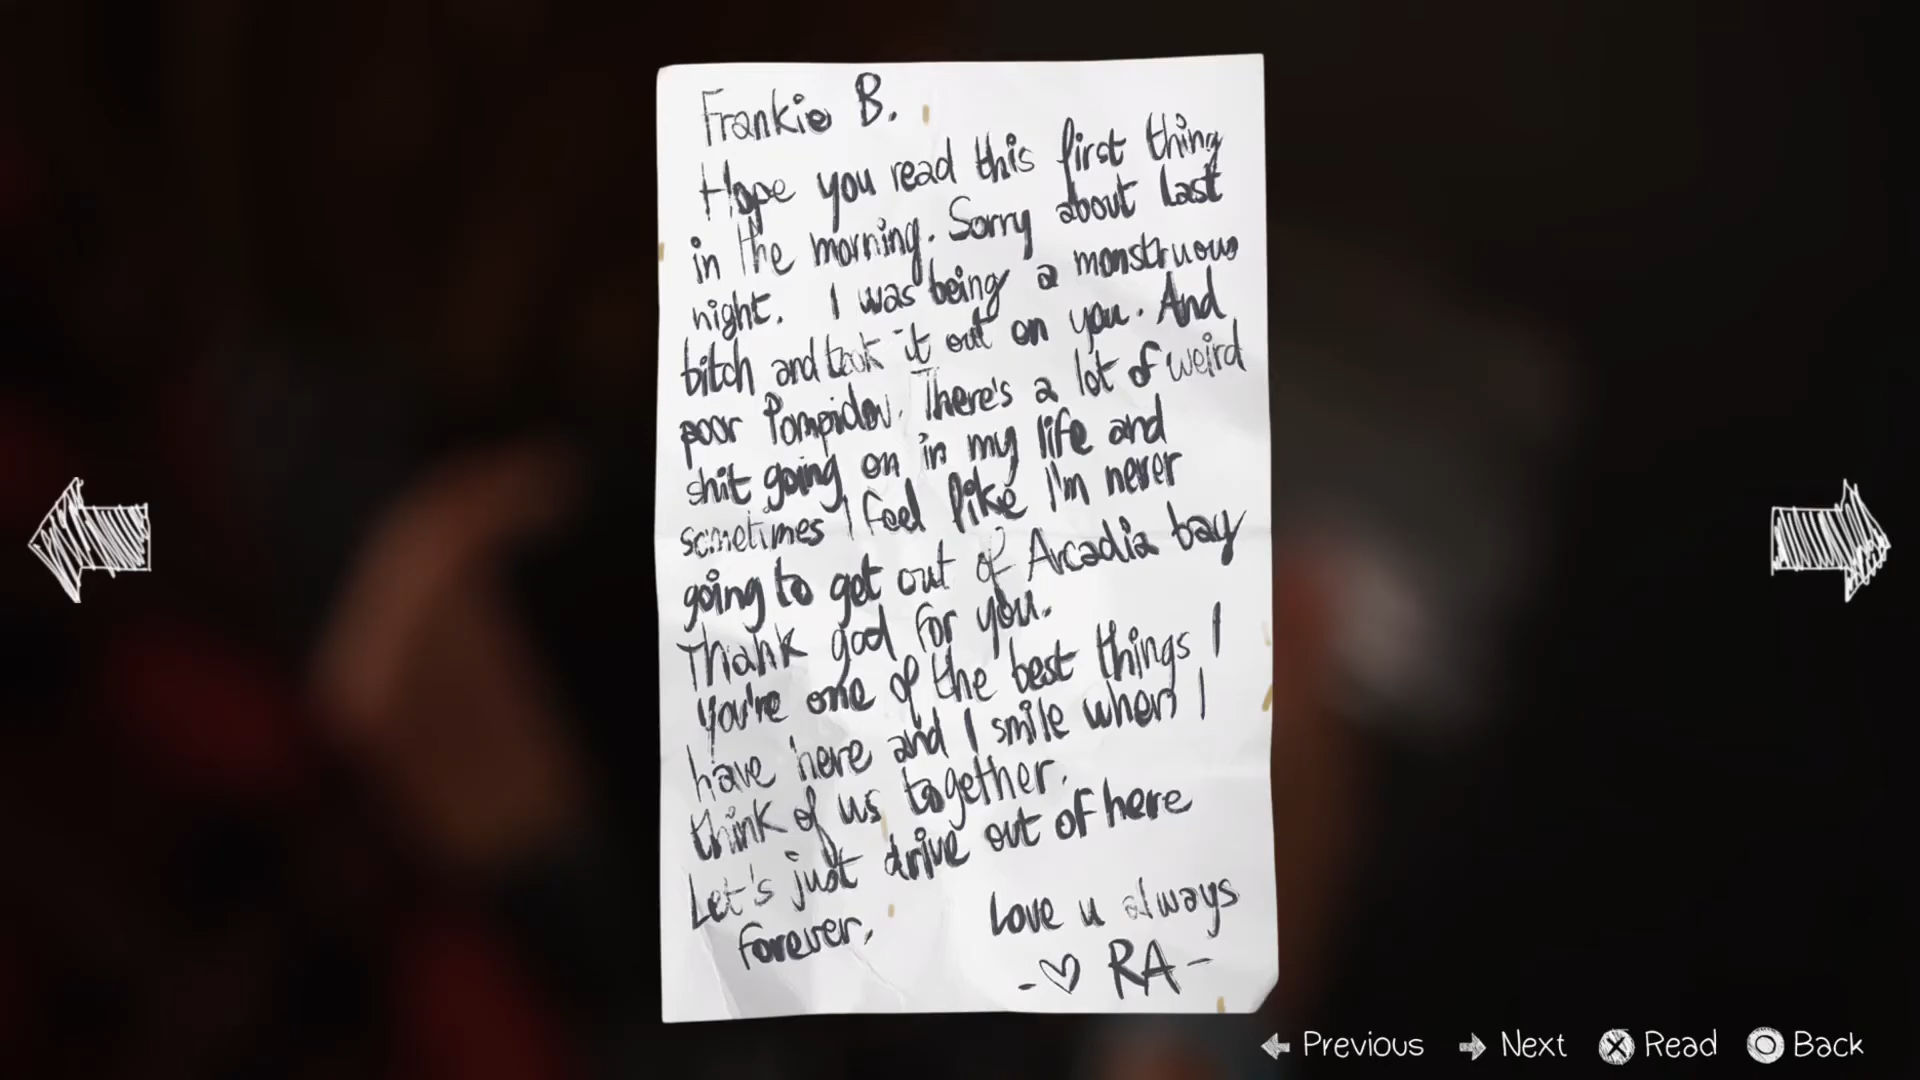 Frankie B.
Hope you read this first thing
in the morning. Sorry about last
night. I was being a monstruous
bitch and took it out on you. And
poor Pompidou. There's a lot of weird
shit going on in my life and
sometimes I feel like I'm never
going to get out of Arcadia bay
Thank god for you.
You're one of the best things I
have here and I smile when I
think of us together.
Let's just drive out of here
forever.
Love u always
-♡ RA-
Previous Next Read Back